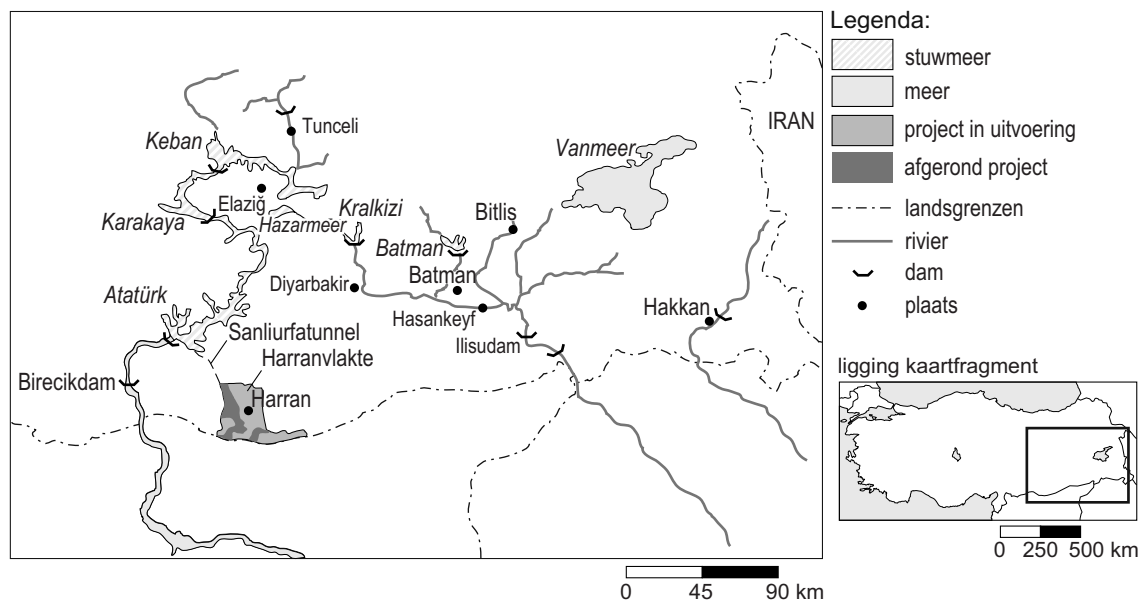 Keban
Tunceli
Vanmeer
IRAN
Elaziğ
Karakaya
Hazarmeer
Kralkizi
Bitlis
Batman
Batman
Diyarbakir
Hasankeyf
Hakkan
Atatürk
Sanliurfatunnel
Ilisudam
Harranvlakte
Birecikdam
Harran
0 45 90 km
Legenda:
stuwmeer
meer
project in uitvoering
afgerond project
landsgrenzen
rivier
dam
plaats
ligging kaartfragment
0 250 500 km